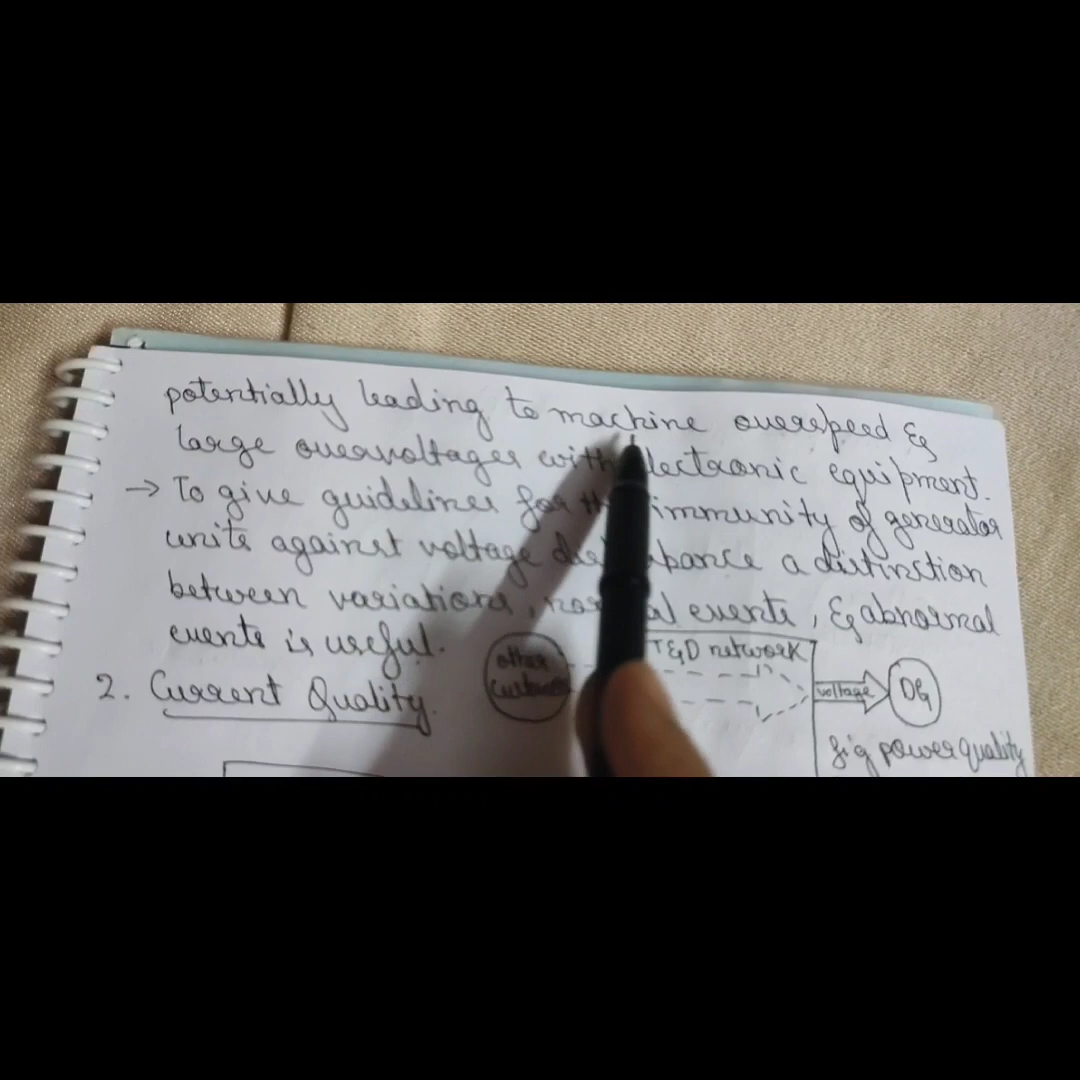 potentially leading to machine overspeed &
large overvoltages with electronic equipment.
→ To give guidelines for the immunity of generator
units against voltage disturbance a distinction
between variations, normal events, & abnormal
events is useful.
other
T&D network
voltage
DG
2. Current Quality.
fig power quality